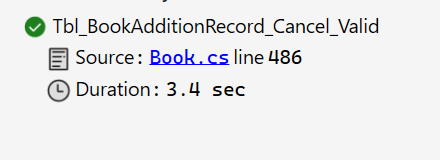 Tbl_BookAdditionRecord_Cancel_Valid
Source: Book.cs line 486
Duration: 3.4 sec